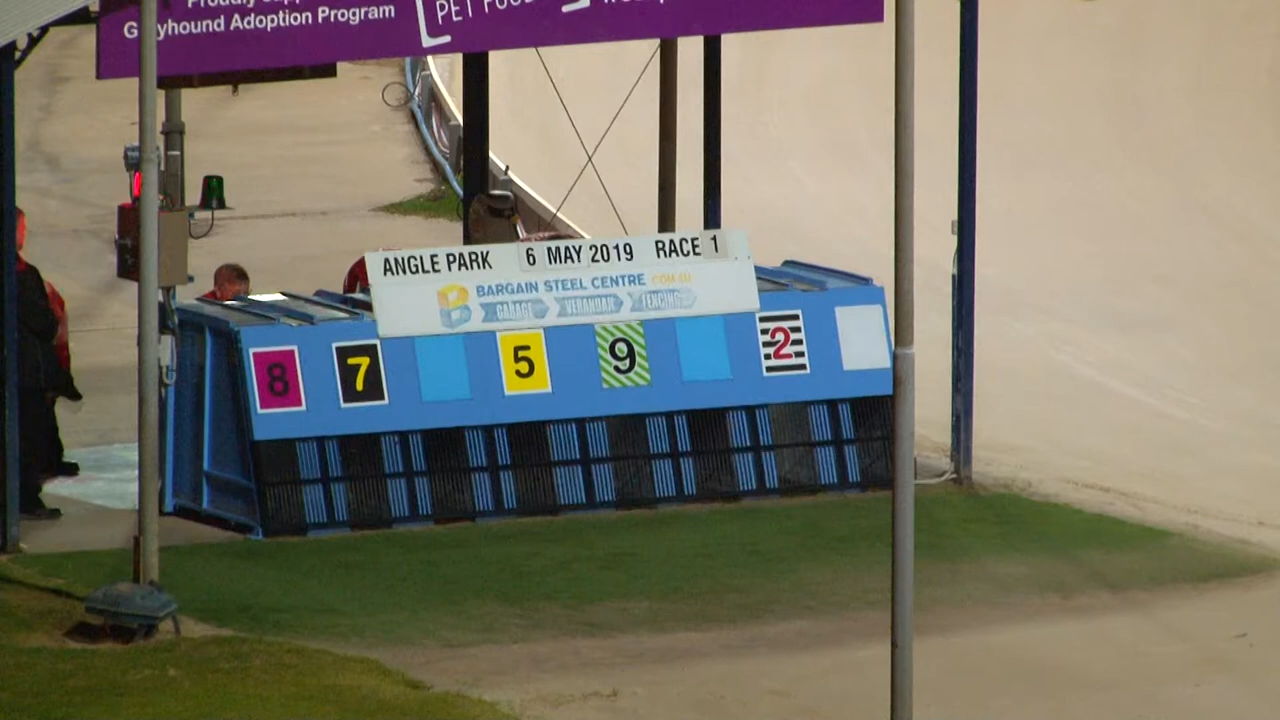 Greyhound Adoption Program
PET FOOD
ANGLE PARK 6 MAY 2019 RACE 1
BARGAIN STEEL CENTRE .COM.AU
GARAGE VERANDAH FENCING
8 7 5 9 2